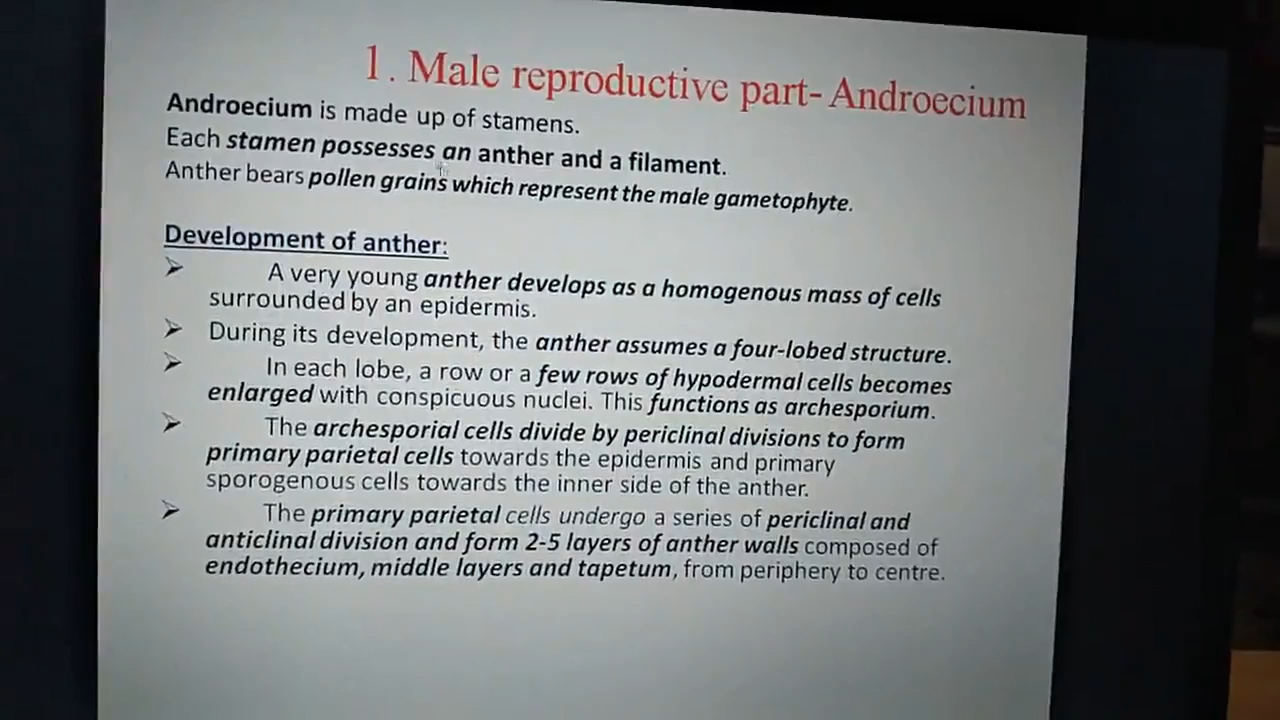 1. Male reproductive part- Androecium
Androecium is made up of stamens.
Each stamen possesses an anther and a filament.
Anther bears pollen grains which represent the male gametophyte.
Development of anther:
➢ A very young anther develops as a homogenous mass of cells
surrounded by an epidermis.
➢ During its development, the anther assumes a four-lobed structure.
➢ In each lobe, a row or a few rows of hypodermal cells becomes
enlarged with conspicuous nuclei. This functions as archesporium.
➢ The archesporial cells divide by periclinal divisions to form
primary parietal cells towards the epidermis and primary
sporogenous cells towards the inner side of the anther.
➢ The primary parietal cells undergo a series of periclinal and
anticlinal division and form 2-5 layers of anther walls composed of
endothecium, middle layers and tapetum, from periphery to centre.